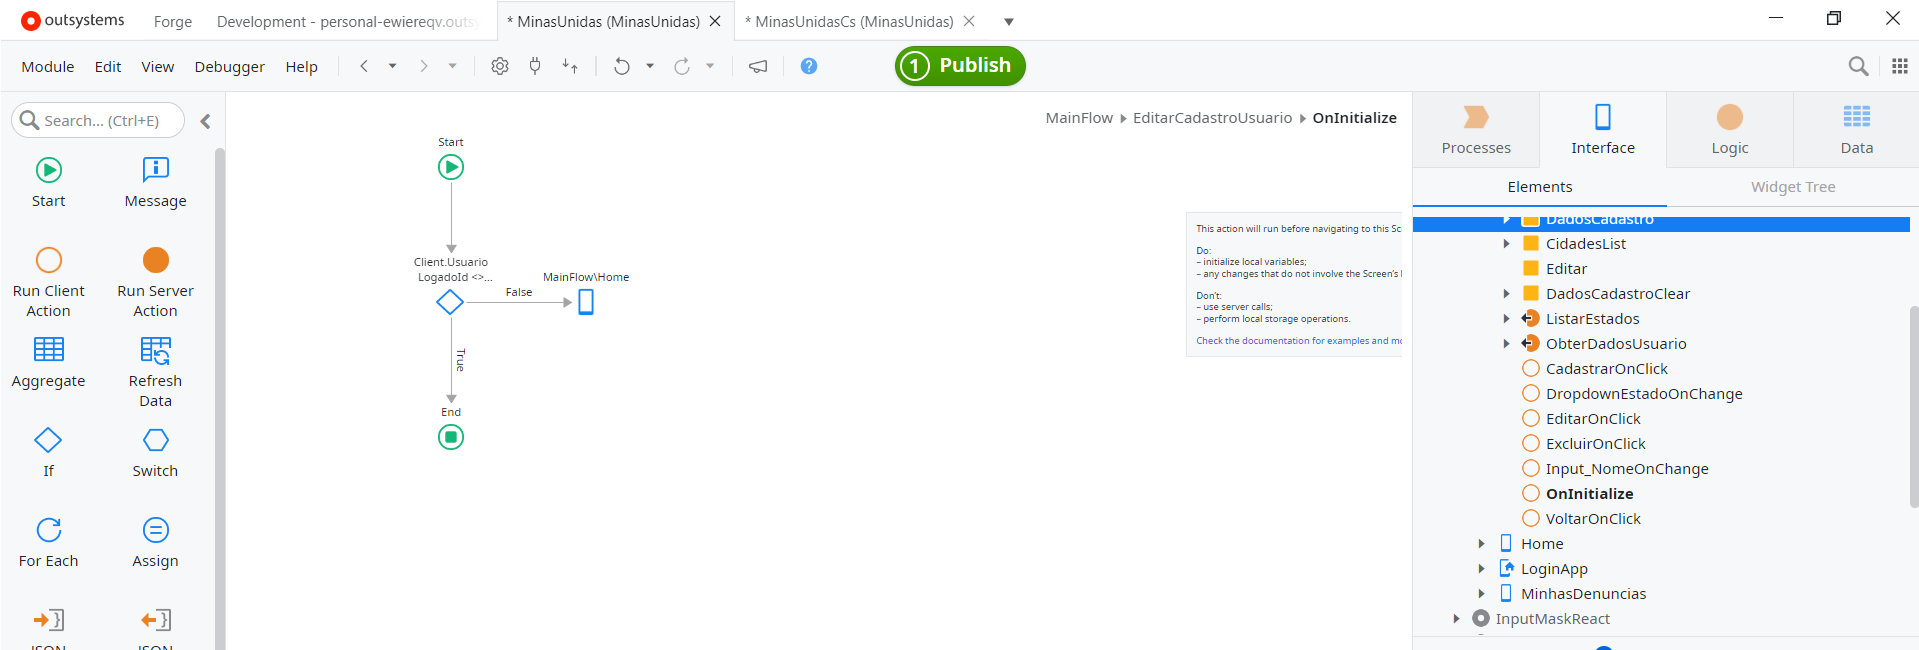 outsystems
Forge
Development - personal-ewiereqv.outs
* MinasUnidas (MinasUnidas)
* MinasUnidasCs (MinasUnidas)
Module
Edit
View
Debugger
Help
?
1 Publish
Search... (Ctrl+E)
Start
Message
Run Client
Action
Run Server
Action
Aggregate
Refresh
Data
If
Switch
For Each
Assign
JSON
JSON
MainFlow
EditarCadastroUsuario
OnInitialize
Start
Client.Usuario
LogadoId <>...
False
MainFlow\Home
True
End
This action will run before navigating to this Sc
Do:
– initialize local variables;
– any changes that do not involve the Screen's
Don't:
– use server calls;
– perform local storage operations.
Check the documentation for examples and mo
Processes
Interface
Logic
Data
Elements
Widget Tree
DadosCadastro
CidadesList
Editar
DadosCadastroClear
ListarEstados
ObterDadosUsuario
CadastrarOnClick
DropdownEstadoOnChange
EditarOnClick
ExcluirOnClick
Input_NomeOnChange
OnInitialize
VoltarOnClick
Home
LoginApp
MinhasDenuncias
InputMaskReact